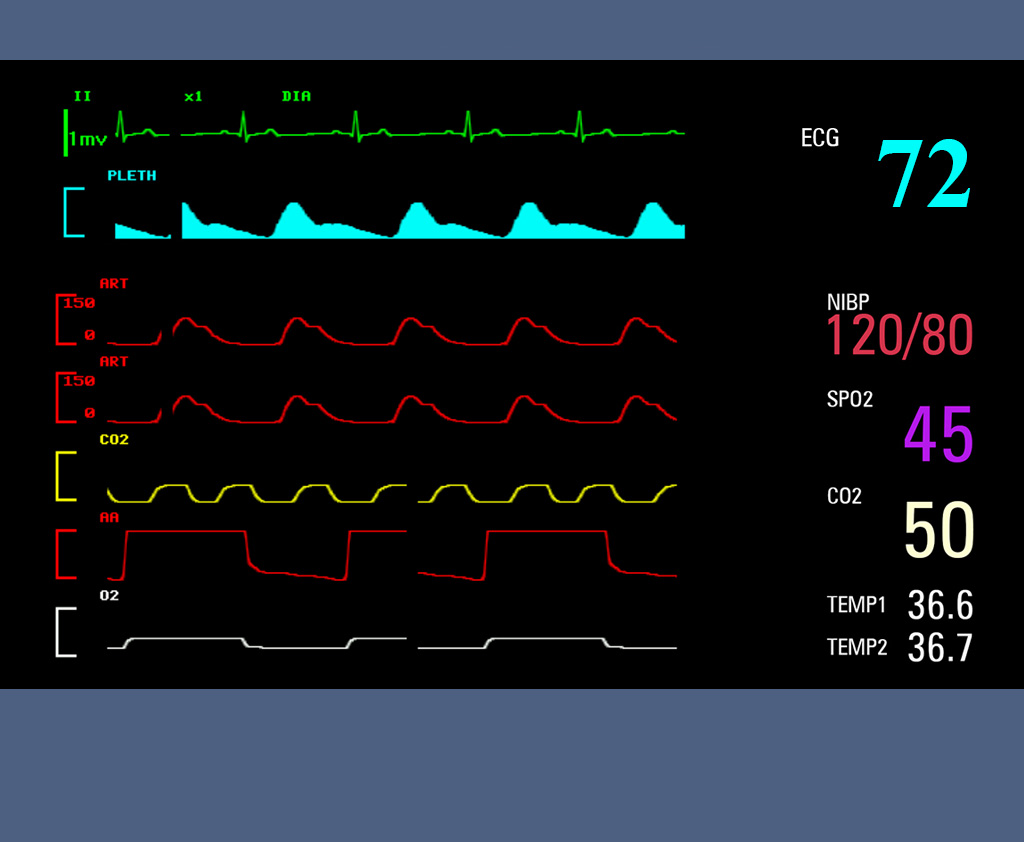 II x1 DIA
1mv
ECG 72
PLETH
ART
150
0
NIBP
120/80
ART
150
0
SPO2
45
CO2
CO2
50
AA
O2
TEMP1 36.6
TEMP2 36.7